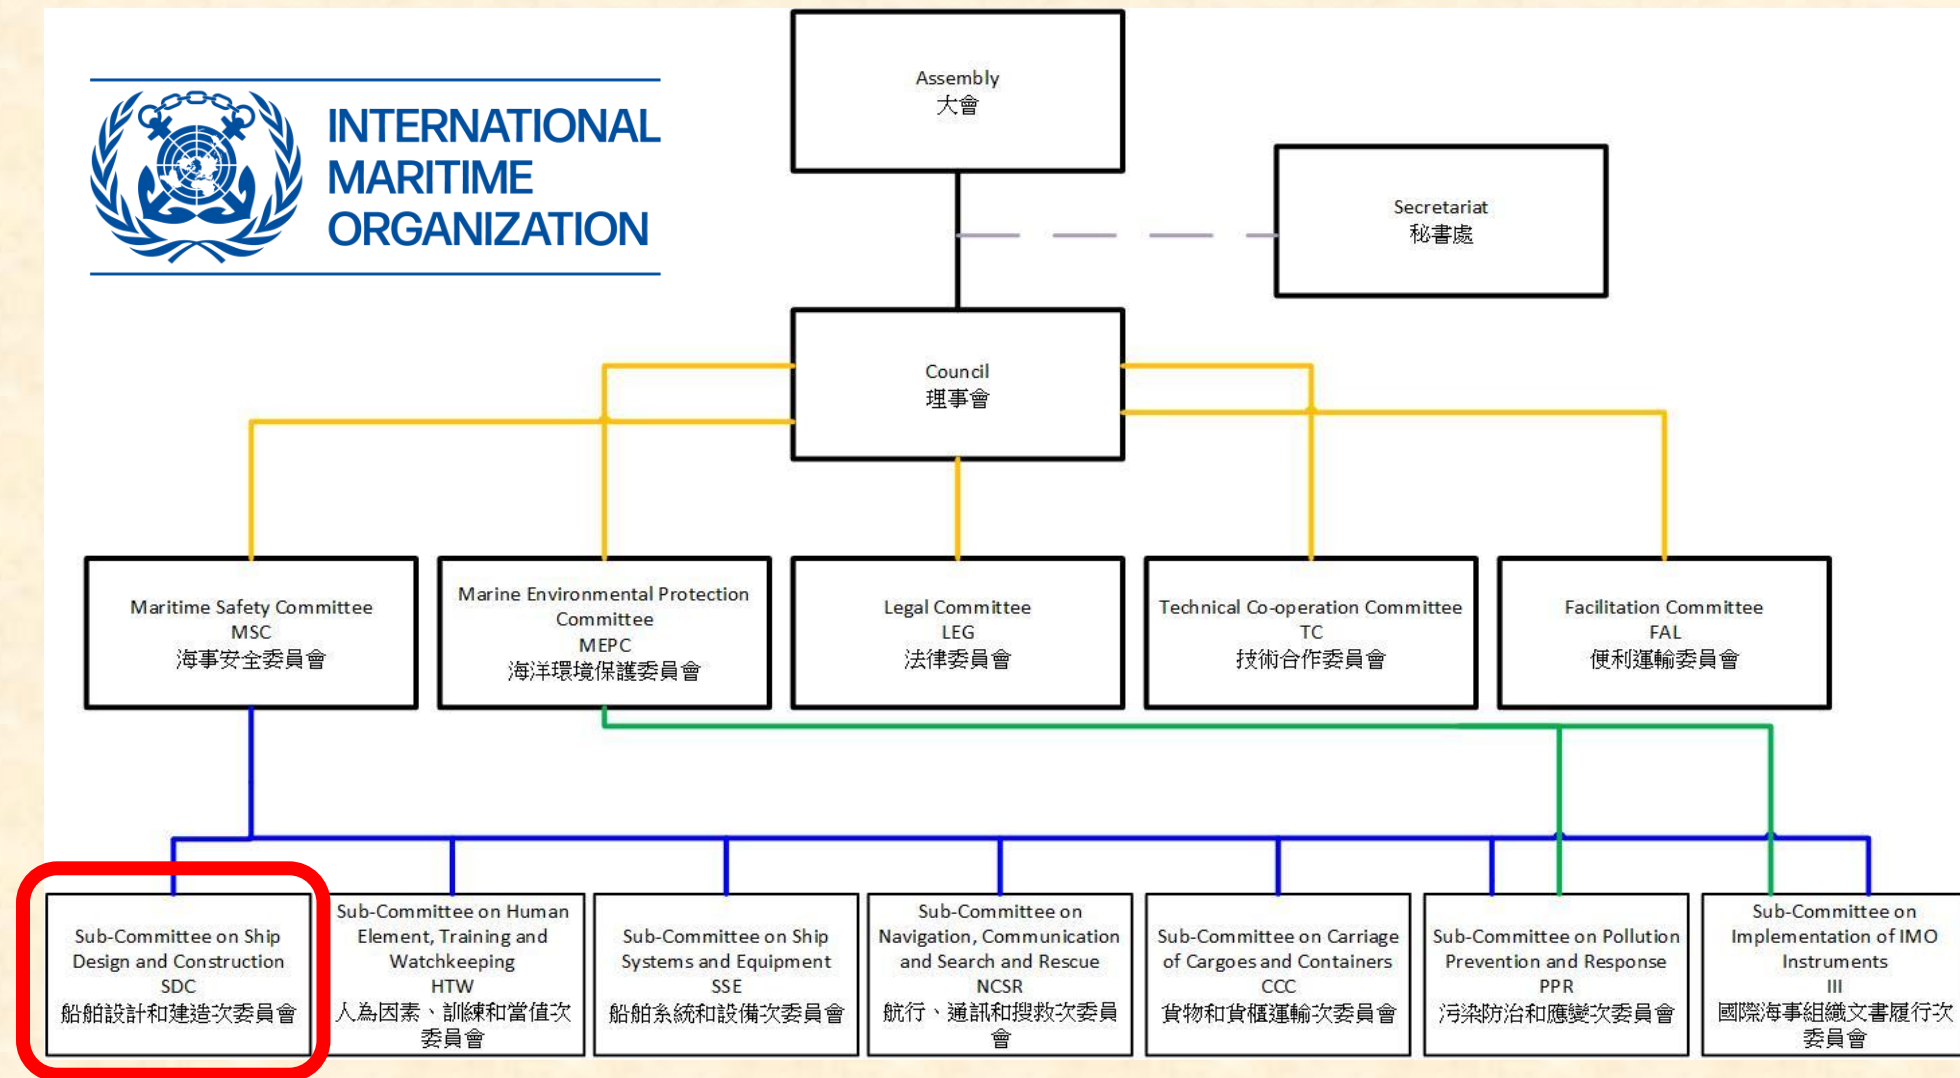 INTERNATIONAL
MARITIME
ORGANIZATION
Assembly
大會
Secretariat
秘書處
Council
理事會
Maritime Safety Committee
MSC
海事安全委員會
Marine Environmental Protection
Committee
MEPC
海洋環境保護委員會
Legal Committee
LEG
法律委員會
Technical Co-operation Committee
TC
技術合作委員會
Facilitation Committee
FAL
便利運輸委員會
Sub-Committee on Ship
Design and Construction
SDC
船舶設計和建造次委員會
Sub-Committee on Human
Element, Training and
Watchkeeping
HTW
人為因素、訓練和當值次
委員會
Sub-Committee on Ship
Systems and Equipment
SSE
船舶系統和設備次委員會
Sub-Committee on
Navigation, Communication
and Search and Rescue
NCSR
航行、通訊和搜救次委員
會
Sub-Committee on Carriage
of Cargoes and Containers
CCC
貨物和貨櫃運輸次委員會
Sub-Committee on Pollution
Prevention and Response
PPR
污染防治和應變次委員會
Sub-Committee on
Implementation of IMO
Instruments
III
國際海事組織文書履行次
委員會